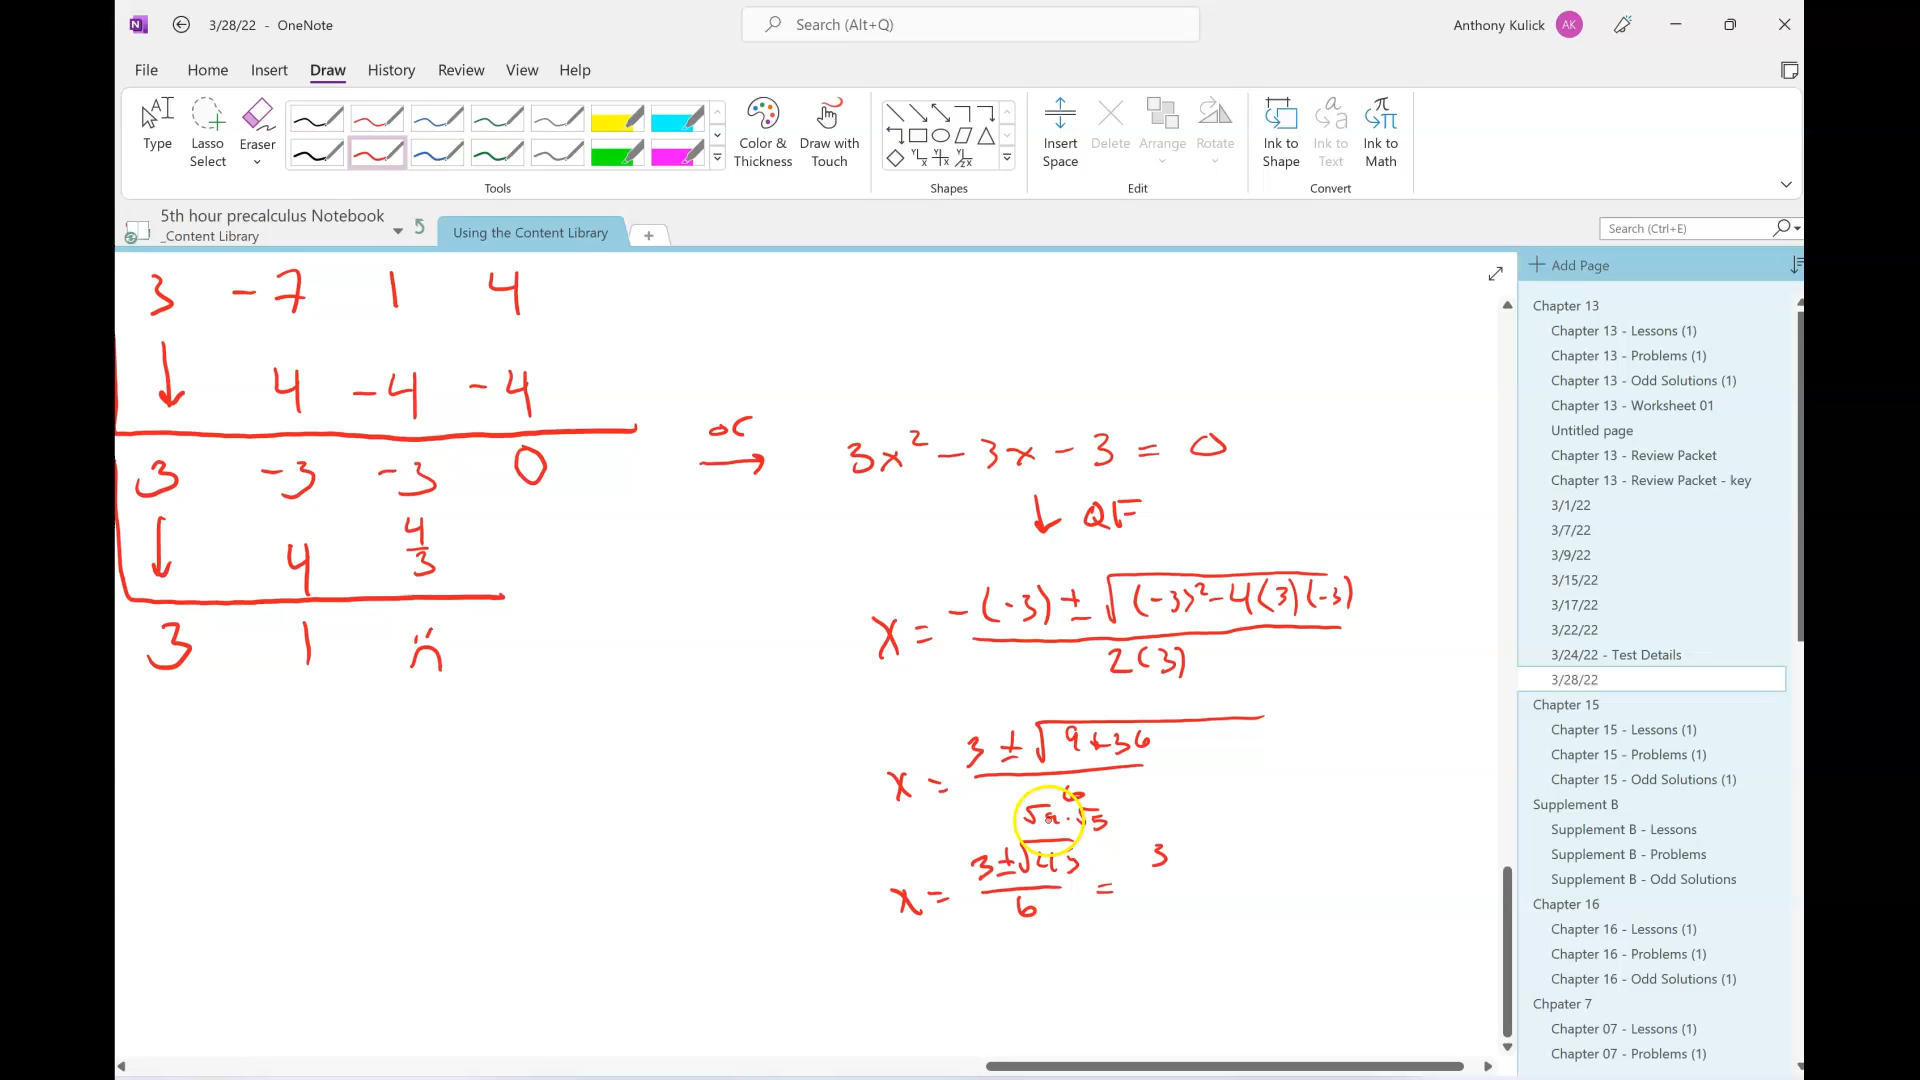 3/28/22 - OneNote
Search (Alt+Q)
Anthony Kulick AK
File Home Insert Draw History Review View Help
Type
Lasso Select
Eraser
Color & Thickness
Draw with Touch
Insert Space
Delete
Arrange
Rotate
Ink to Shape
Ink to Text
Ink to Math
Tools
Shapes
Edit
Convert
5th hour precalculus Notebook
_Content Library
Using the Content Library
Search (Ctrl+E)
3 -7 1 4
4 -4 -4
3 -3 -3 0
4 4/3
3 1
or
3x² - 3x - 3 = 0
QF
x = -(-3) ± √(-3)²-4(3)(-3) / 2(3)
x = 3 ± √9+36 / 6
√9 · √5
x = 3±√45 / 6 = 3
Add Page
Chapter 13
Chapter 13 - Lessons (1)
Chapter 13 - Problems (1)
Chapter 13 - Odd Solutions (1)
Chapter 13 - Worksheet 01
Untitled page
Chapter 13 - Review Packet
Chapter 13 - Review Packet - key
3/1/22
3/7/22
3/9/22
3/15/22
3/17/22
3/22/22
3/24/22 - Test Details
3/28/22
Chapter 15
Chapter 15 - Lessons (1)
Chapter 15 - Problems (1)
Chapter 15 - Odd Solutions (1)
Supplement B
Supplement B - Lessons
Supplement B - Problems
Supplement B - Odd Solutions
Chapter 16
Chapter 16 - Lessons (1)
Chapter 16 - Problems (1)
Chapter 16 - Odd Solutions (1)
Chpater 7
Chapter 07 - Lessons (1)
Chapter 07 - Problems (1)